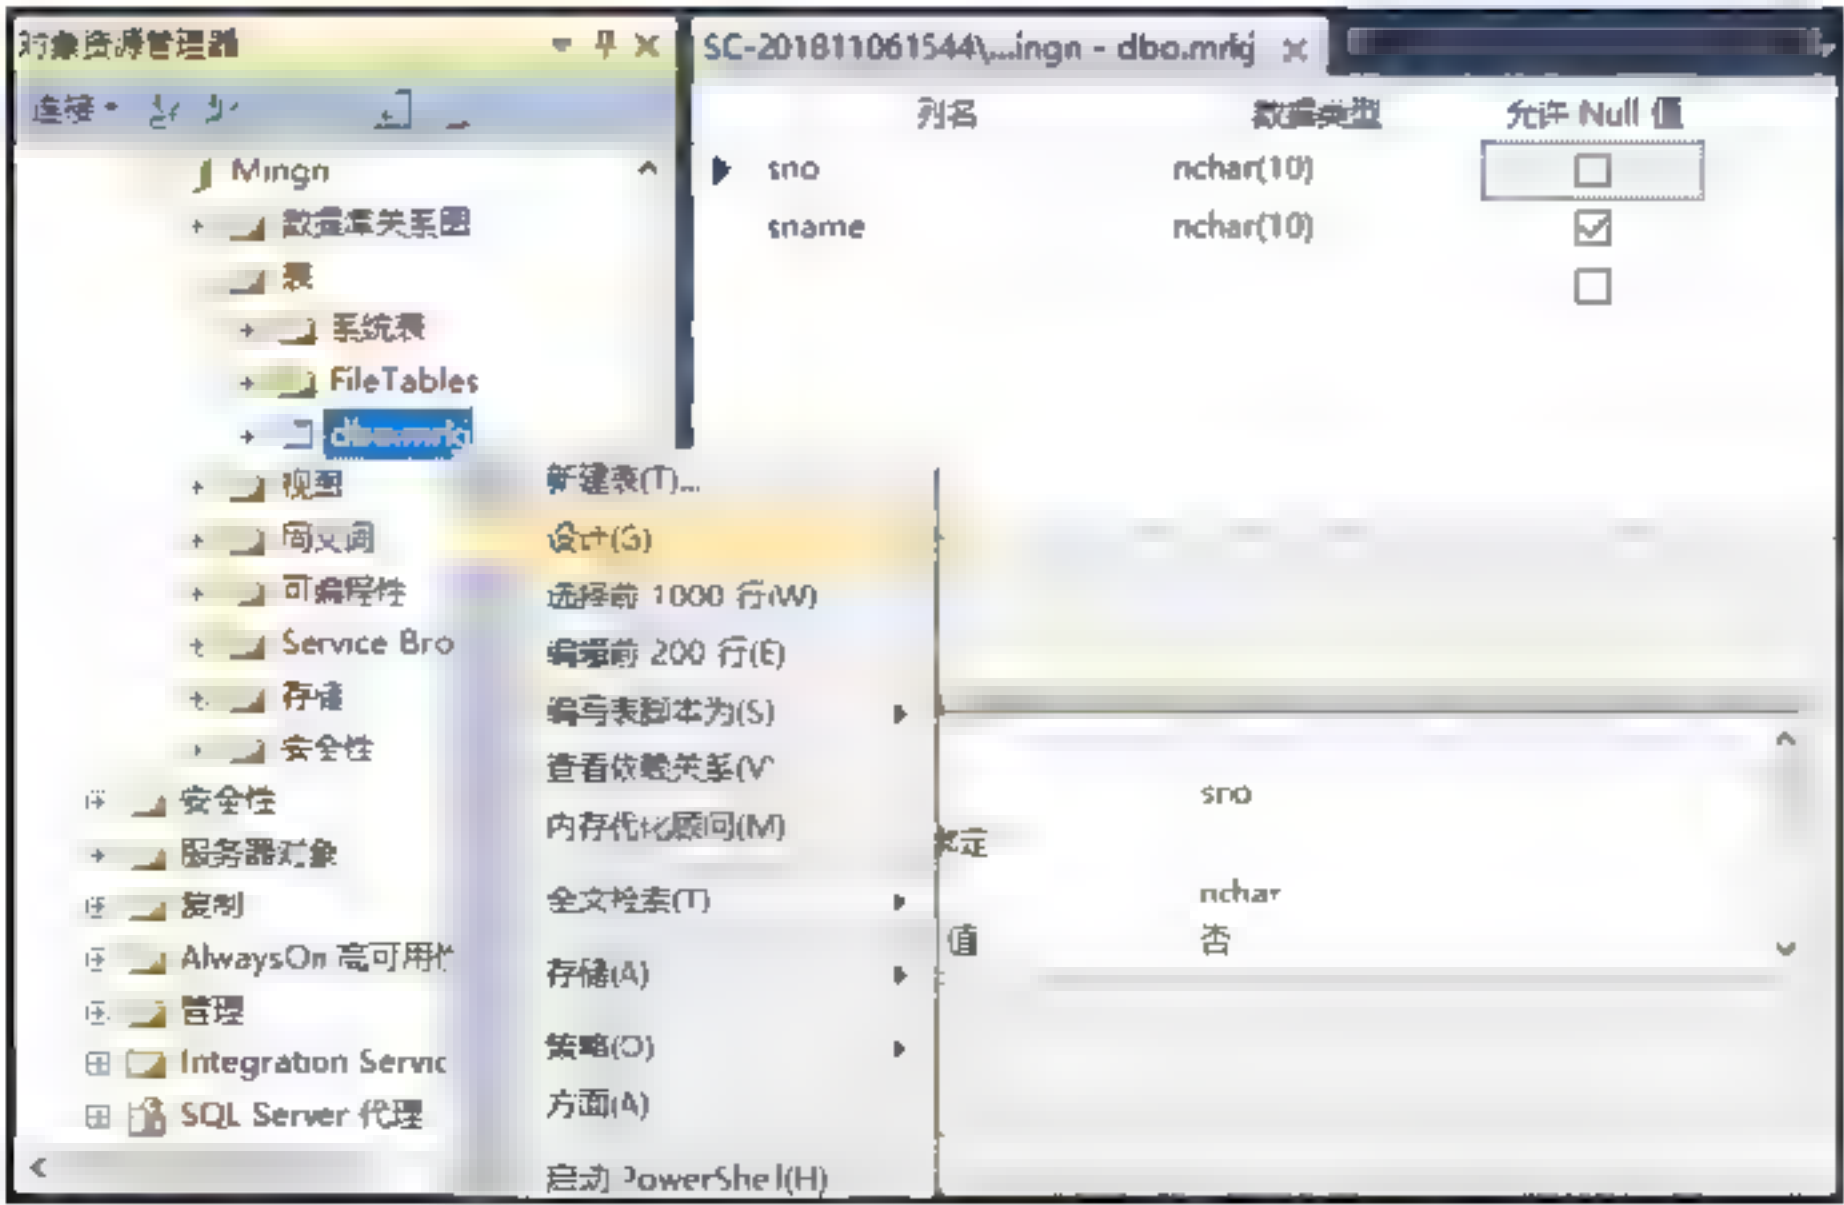 对象资源管理器
连接
Mingn
数据库关系图
表
系统表
FileTables
dbo.mrkj
视图
同义词
可编程性
Service Bro
存储
安全性
安全性
服务器对象
复制
AlwaysOn 高可用性
管理
Integration Servic
SQL Server 代理
SC-201811061544\...ingn - dbo.mrkj
列名 数据类型 允许 Null 值
sno nchar(10)
sname nchar(10)
新建表(T)...
设计(G)
选择前 1000 行(W)
编辑前 200 行(E)
编写表脚本为(S)
查看依赖关系(V)
内存优化顾问(M)
全文检索(T)
存储(A)
策略(O)
方面(A)
启动 PowerShell(H)
sno
绑定
nchar
值 否